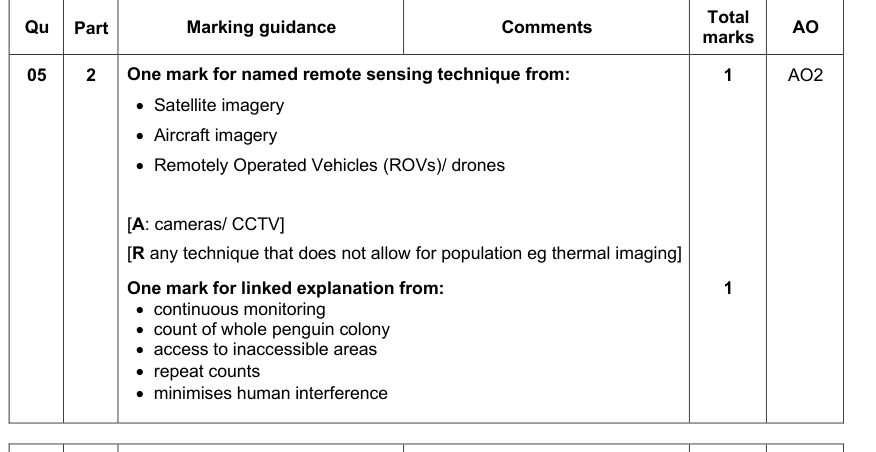 Qu Part Marking guidance Comments Total marks AO
05 2 One mark for named remote sensing technique from: 1 AO2
• Satellite imagery
• Aircraft imagery
• Remotely Operated Vehicles (ROVs)/ drones
[A: cameras/ CCTV]
[R any technique that does not allow for population eg thermal imaging]
One mark for linked explanation from: 1
• continuous monitoring
• count of whole penguin colony
• access to inaccessible areas
• repeat counts
• minimises human interference